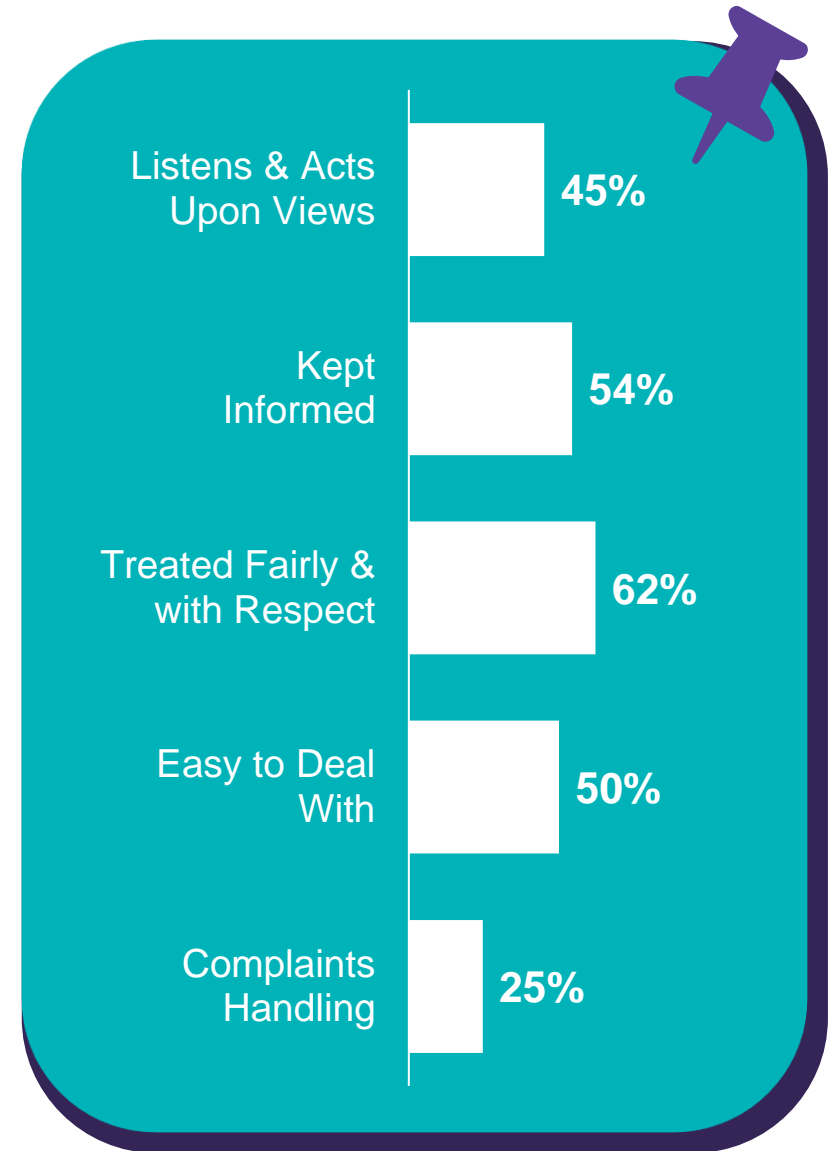 Listens & Acts
Upon Views
45%
Kept
Informed
54%
Treated Fairly &
with Respect
62%
Easy to Deal
With
50%
Complaints
Handling
25%